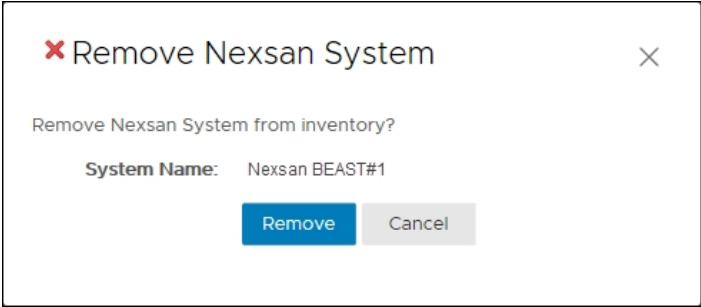 Remove Nexsan System
Remove Nexsan System from inventory?
System Name: Nexsan BEAST#1
Remove Cancel